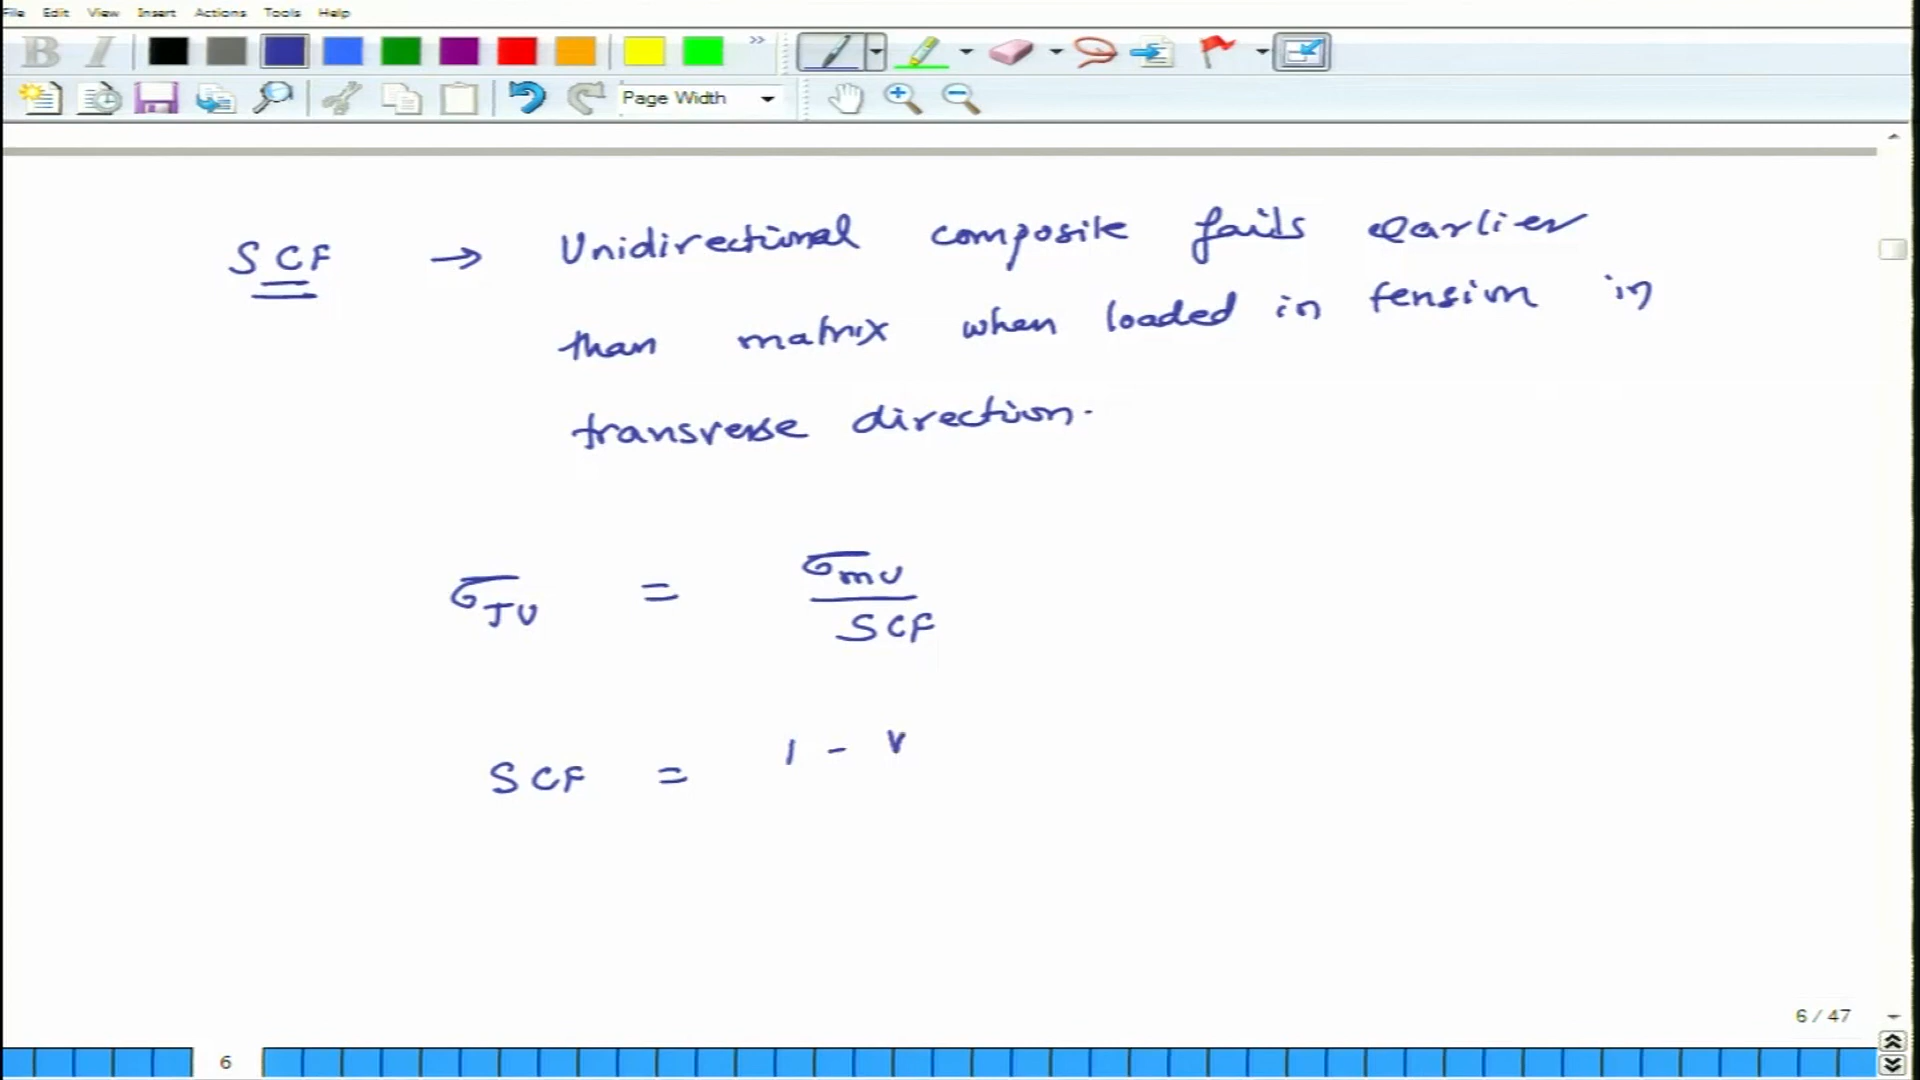 File Edit View Insert Actions Tools Help
B I
Page Width
SCF → Unidirectional composite fails earlier
than matrix when loaded in tension in
transverse direction.
σTU = σmU / SCF
SCF = 1 - V
6 / 47
6